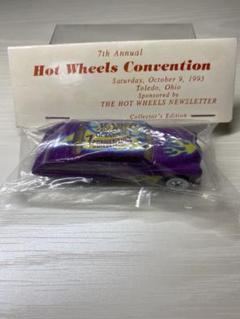 7th Annual
Hot Wheels Convention
Saturday, October 9, 1993
Toledo, Ohio
Sponsored by
THE HOT WHEELS NEWSLETTER
Collector's Edition